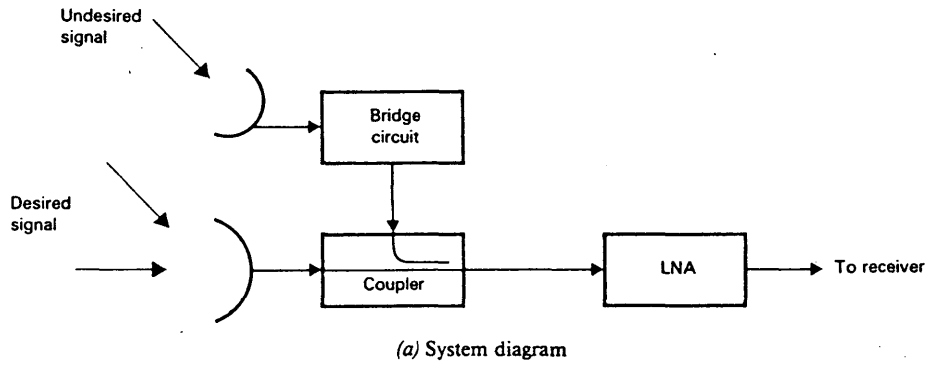 Undesired
signal
Bridge
circuit
Desired
signal
Coupler
LNA
To receiver
(a) System diagram